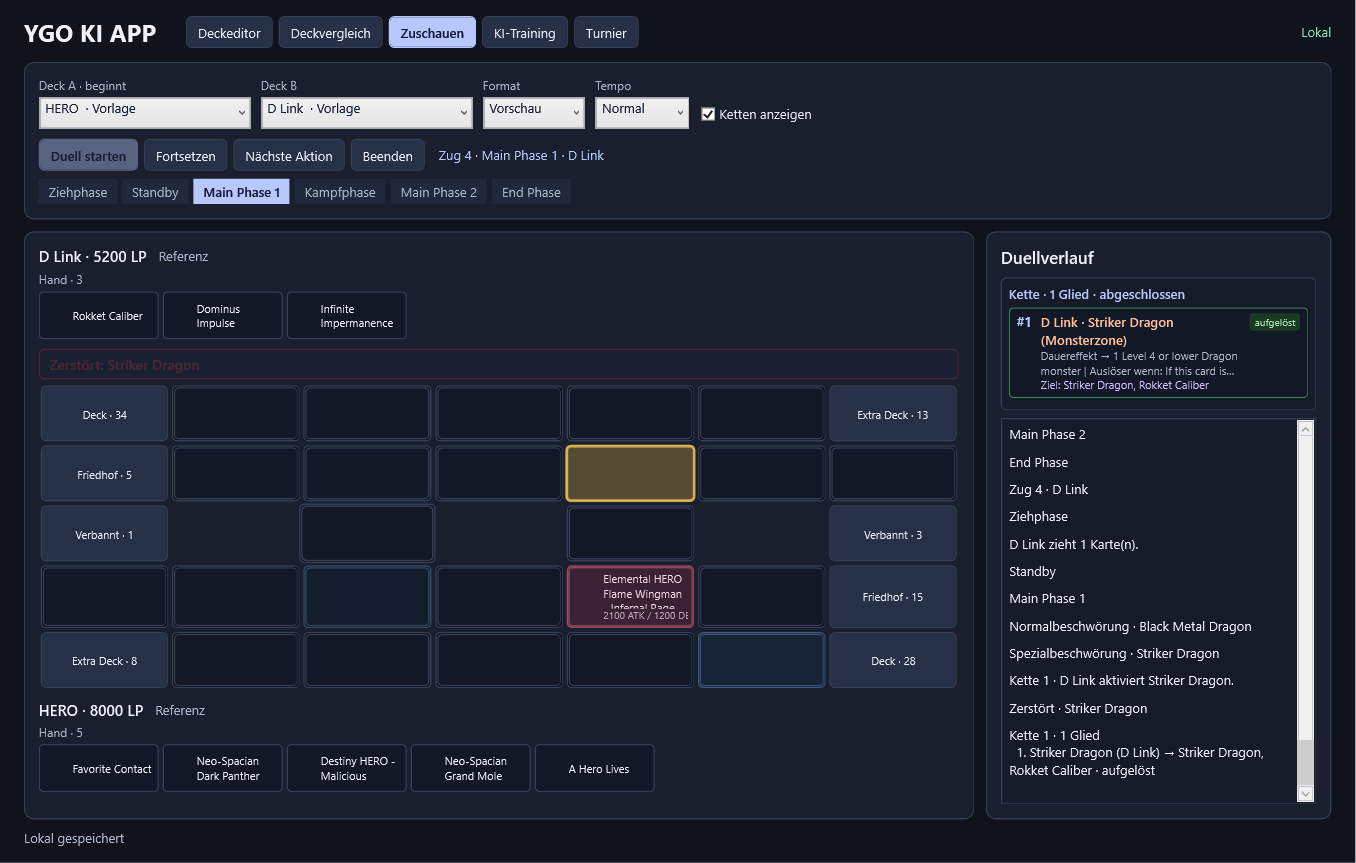 YGO KI APP
Deckeditor
Deckvergleich
Zuschauen
KI-Training
Turnier
Lokal
Deck A · beginnt
Deck B
Format
Tempo
HERO · Vorlage
D Link · Vorlage
Vorschau
Normal
Ketten anzeigen
Duell starten
Fortsetzen
Nächste Aktion
Beenden
Zug 4 · Main Phase 1 · D Link
Ziehphase
Standby
Main Phase 1
Kampfphase
Main Phase 2
End Phase
D Link · 5200 LP
Referenz
Hand · 3
Rokket Caliber
Dominus
Impulse
Infinite
Impermanence
Zerstört: Striker Dragon
Deck · 34
Extra Deck · 13
Friedhof · 5
Verbannt · 1
Verbannt · 3
Elemental HERO
Flame Wingman
- Infernal Rage
2100 ATK / 1200 DE
Friedhof · 15
Extra Deck · 8
Deck · 28
HERO · 8000 LP
Referenz
Hand · 5
Favorite Contact
Neo-Spacian
Dark Panther
Destiny HERO -
Malicious
Neo-Spacian
Grand Mole
A Hero Lives
Duellverlauf
Kette · 1 Glied · abgeschlossen
#1
D Link · Striker Dragon
(Monsterzone)
aufgelöst
Dauereffekt → 1 Level 4 or lower Dragon
monster | Auslöser wenn: If this card is...
Ziel: Striker Dragon, Rokket Caliber
Main Phase 2
End Phase
Zug 4 · D Link
Ziehphase
D Link zieht 1 Karte(n).
Standby
Main Phase 1
Normalbeschwörung · Black Metal Dragon
Spezialbeschwörung · Striker Dragon
Kette 1 · D Link aktiviert Striker Dragon.
Zerstört · Striker Dragon
Kette 1 · 1 Glied
1. Striker Dragon (D Link) → Striker Dragon,
Rokket Caliber · aufgelöst
Lokal gespeichert